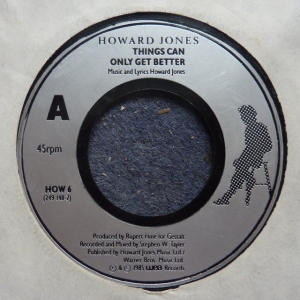 HOWARD JONES
THINGS CAN
ONLY GET BETTER
Music and Lyrics Howard Jones
A
45rpm
HOW 6
(249 198-7)
Produced by Rupert Hine for Gestalt
Recorded and Mixed by Stephen W. Tayler
Published by Howard Jones Music Ltd./
Warner Bros. Music Ltd.
℗ & © 1985 WEA Records